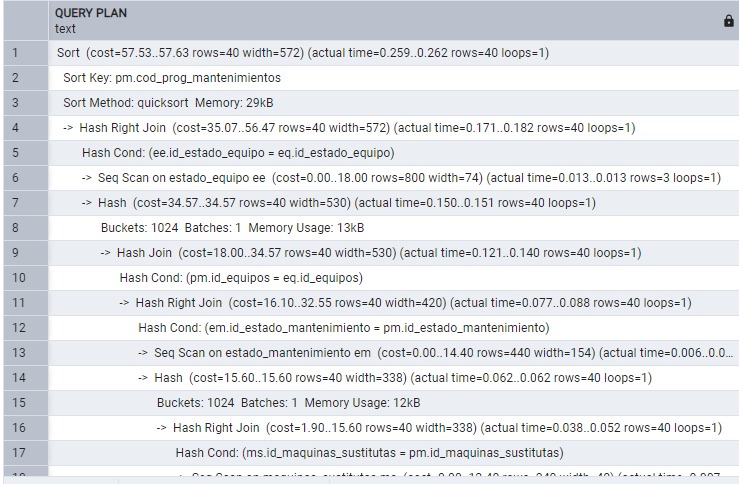 QUERY PLAN
text
1 Sort (cost=57.53..57.63 rows=40 width=572) (actual time=0.259..0.262 rows=40 loops=1)
2 Sort Key: pm.cod_prog_mantenimientos
3 Sort Method: quicksort Memory: 29kB
4 -> Hash Right Join (cost=35.07..56.47 rows=40 width=572) (actual time=0.171..0.182 rows=40 loops=1)
5 Hash Cond: (ee.id_estado_equipo = eq.id_estado_equipo)
6 -> Seq Scan on estado_equipo ee (cost=0.00..18.00 rows=800 width=74) (actual time=0.013..0.013 rows=3 loops=1)
7 -> Hash (cost=34.57..34.57 rows=40 width=530) (actual time=0.150..0.151 rows=40 loops=1)
8 Buckets: 1024 Batches: 1 Memory Usage: 13kB
9 -> Hash Join (cost=18.00..34.57 rows=40 width=530) (actual time=0.121..0.140 rows=40 loops=1)
10 Hash Cond: (pm.id_equipos = eq.id_equipos)
11 -> Hash Right Join (cost=16.10..32.55 rows=40 width=420) (actual time=0.077..0.088 rows=40 loops=1)
12 Hash Cond: (em.id_estado_mantenimiento = pm.id_estado_mantenimiento)
13 -> Seq Scan on estado_mantenimiento em (cost=0.00..14.40 rows=440 width=154) (actual time=0.006..0.0...
14 -> Hash (cost=15.60..15.60 rows=40 width=338) (actual time=0.062..0.062 rows=40 loops=1)
15 Buckets: 1024 Batches: 1 Memory Usage: 12kB
16 -> Hash Right Join (cost=1.90..15.60 rows=40 width=338) (actual time=0.038..0.052 rows=40 loops=1)
17 Hash Cond: (ms.id_maquinas_sustitutas = pm.id_maquinas_sustitutas)